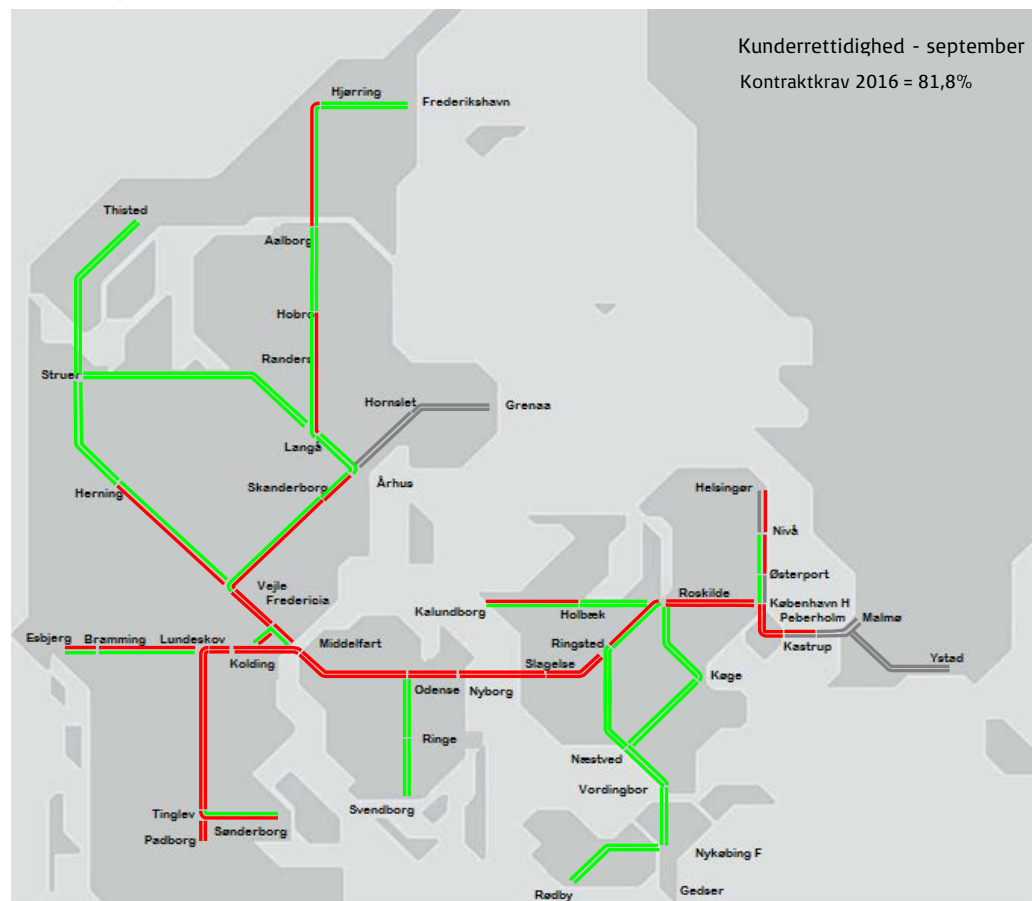 Kunderrettidighed - september
Kontraktkrav 2016 = 81,8%
Hjørring
Frederikshavn
Thisted
Aalborg
Hobro
Randers
Struer
Hornslet
Grenaa
Langå
Århus
Skanderborg
Herning
Helsingør
Nivå
Østerport
Vejle
Fredericia
Roskilde
København H
Kalundborg
Holbæk
Peberholm
Malmø
Esbjerg
Bramming
Lundeskov
Middelfart
Ringsted
Kastrup
Kolding
Slagelse
Ystad
Køge
Odense
Nyborg
Ringe
Næstved
Vordingbor
Svendborg
Tinglev
Sønderborg
Padborg
Nykøbing F
Rødby
Gedser